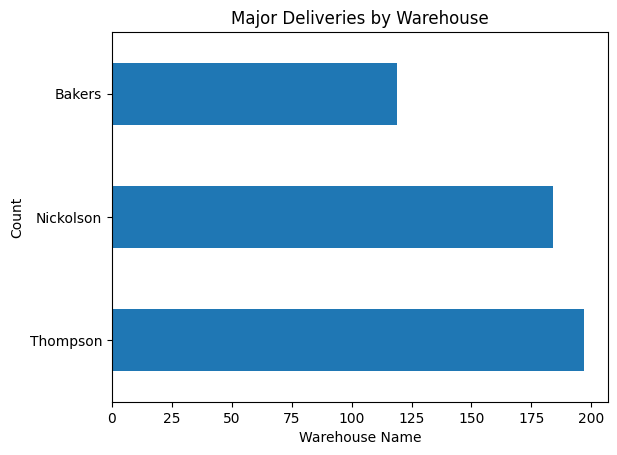 Major Deliveries by Warehouse
Bakers
Nickolson
Thompson
Count
0 25 50 75 100 125 150 175 200
Warehouse Name